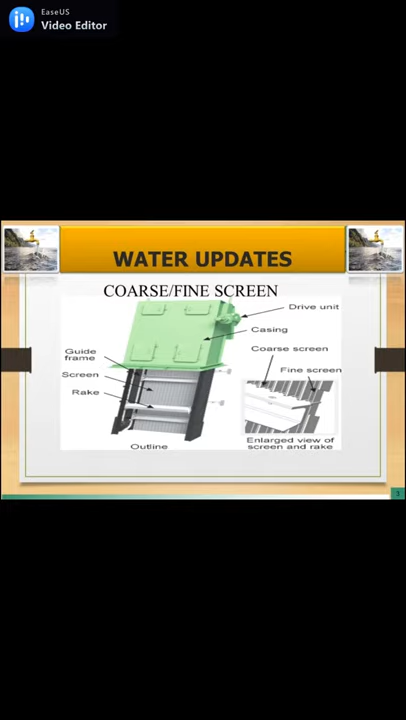 EaseUS
Video Editor
WATER UPDATES
COARSE/FINE SCREEN
Drive unit
Casing
Coarse screen
Guide
frame
Fine screen
Screen
Rake
Enlarged view of
screen and rake
Outline
3